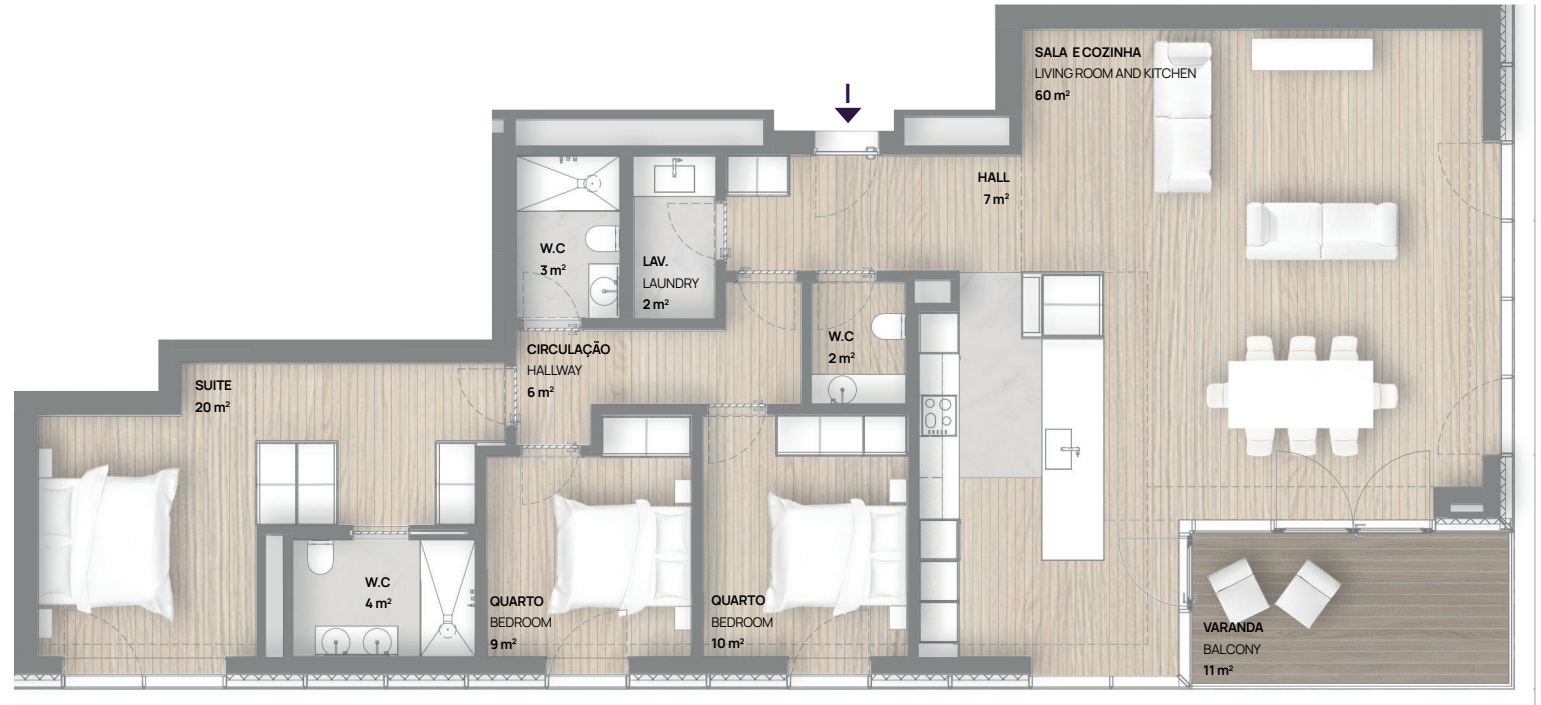 SALA E COZINHA
LIVING ROOM AND KITCHEN
60 m²
HALL
7 m²
W.C
3 m²
LAV.
LAUNDRY
2 m²
W.C
2 m²
CIRCULAÇÃO
HALLWAY
6 m²
SUITE
20 m²
W.C
4 m²
QUARTO
BEDROOM
9 m²
QUARTO
BEDROOM
10 m²
VARANDA
BALCONY
11 m²